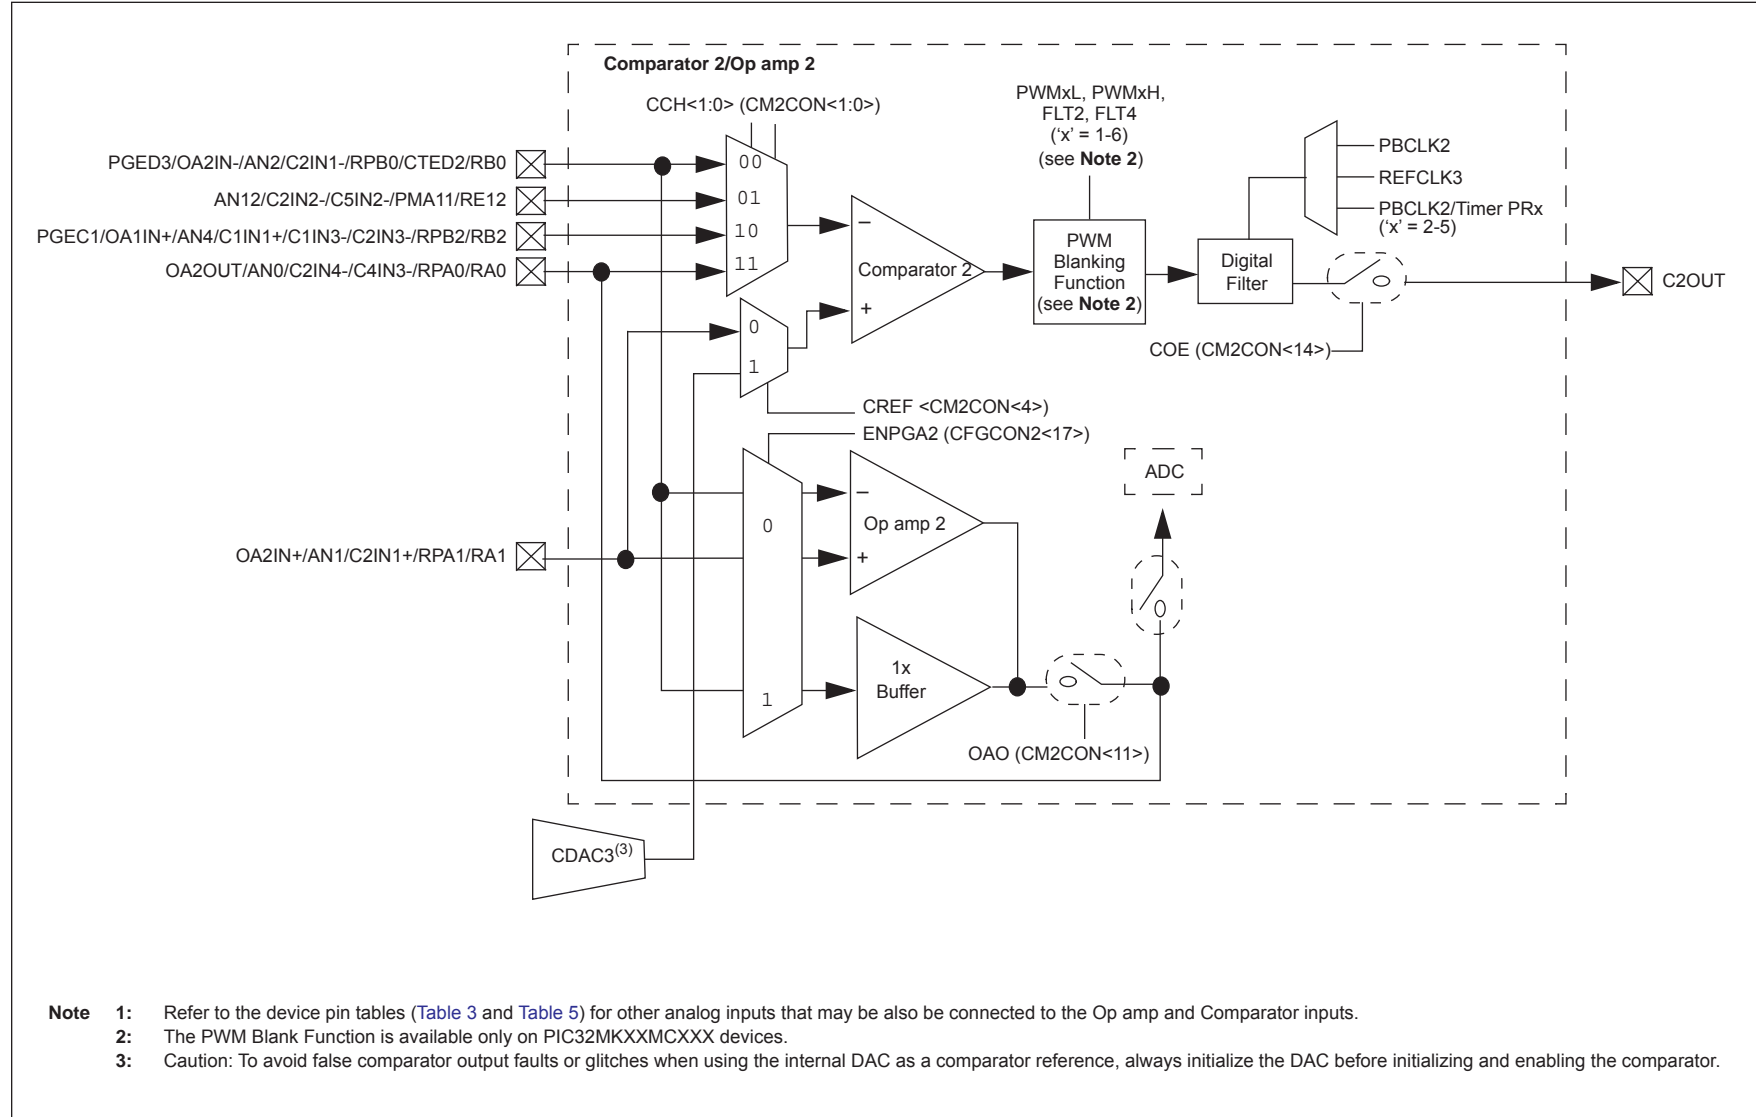 Comparator 2/Op amp 2
CCH<1:0> (CM2CON<1:0>)
PWMxL, PWMxH,
FLT2, FLT4
(‘x’ = 1-6)
(see Note 2)
PGED3/OA2IN-/AN2/C2IN1-/RPB0/CTED2/RB0
AN12/C2IN2-/C5IN2-/PMA11/RE12
PGEC1/OA1IN+/AN4/C1IN1+/C1IN3-/C2IN3-/RPB2/RB2
OA2OUT/AN0/C2IN4-/C4IN3-/RPA0/RA0
00
01
10
11
–
Comparator 2
+
PWM
Blanking
Function
(see Note 2)
Digital
Filter
PBCLK2
REFCLK3
PBCLK2/Timer PRx
(‘x’ = 2-5)
C2OUT
COE (CM2CON<14>)
0
1
CREF <CM2CON<4>)
ENPGA2 (CFGCON2<17>)
ADC
–
Op amp 2
+
0
1
OA2IN+/AN1/C2IN1+/RPA1/RA1
1x
Buffer
OAO (CM2CON<11>)
CDAC3(3)
Note 1: Refer to the device pin tables (Table 3 and Table 5) for other analog inputs that may be also be connected to the Op amp and Comparator inputs.
2: The PWM Blank Function is available only on PIC32MKXXMCXXX devices.
3: Caution: To avoid false comparator output faults or glitches when using the internal DAC as a comparator reference, always initialize the DAC before initializing and enabling the comparator.